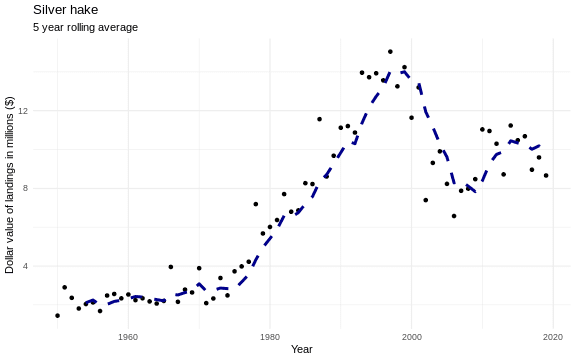 Silver hake
5 year rolling average
Dollar value of landings in millions ($)
12
8
4
1960
1980
2000
2020
Year